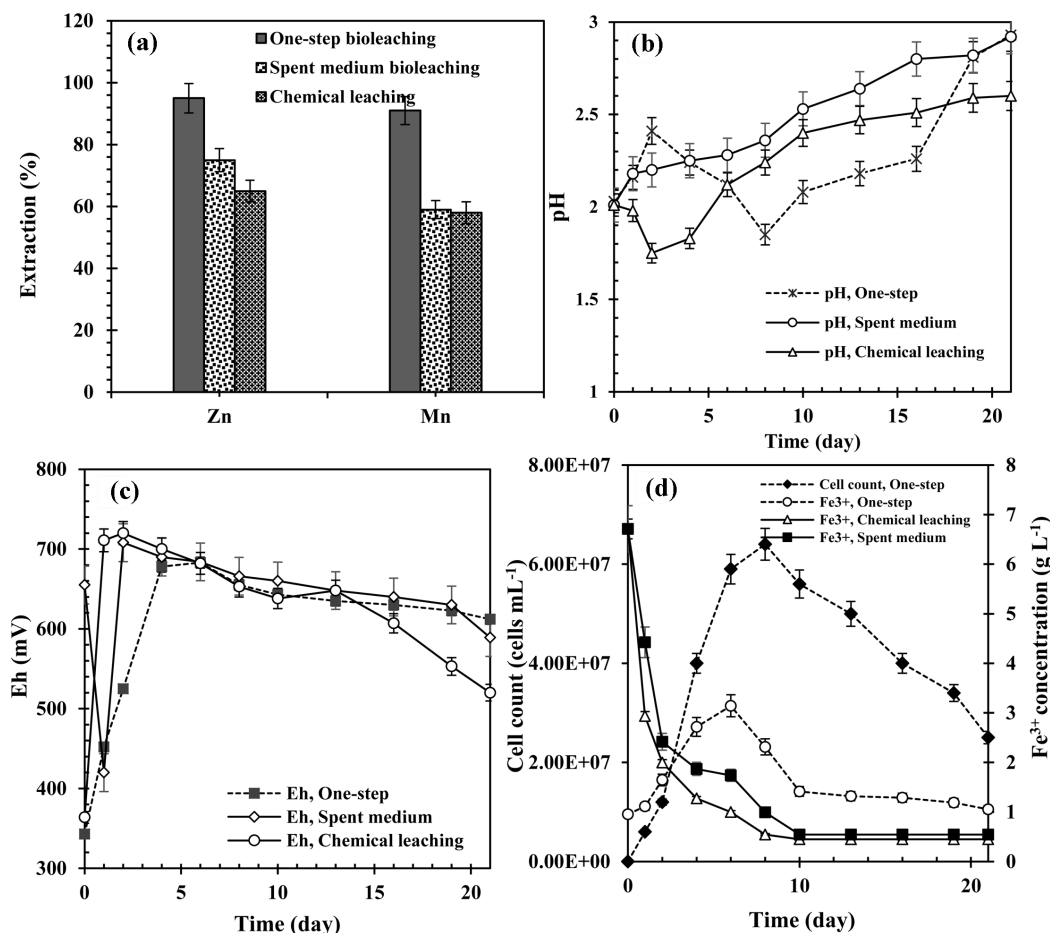 (a)
One-step bioleaching
Spent medium bioleaching
Chemical leaching
Extraction (%)
120
100
80
60
40
20
0
Zn
Mn
(b)
pH
3
2.5
2
1.5
1
pH, One-step
pH, Spent medium
pH, Chemical leaching
0
5
10
15
20
Time (day)
(c)
Eh (mV)
800
700
600
500
400
300
Eh, One-step
Eh, Spent medium
Eh, Chemical leaching
0
5
10
15
20
Time (day)
(d)
Cell count (cells mL-1)
8.00E+07
6.00E+07
4.00E+07
2.00E+07
0.00E+00
Cell count, One-step
Fe3+, One-step
Fe3+, Chemical leaching
Fe3+, Spent medium
8
7
6
5
4
3
2
1
0
Fe3+ concentration (g L-1)
0
10
20
Time (day)